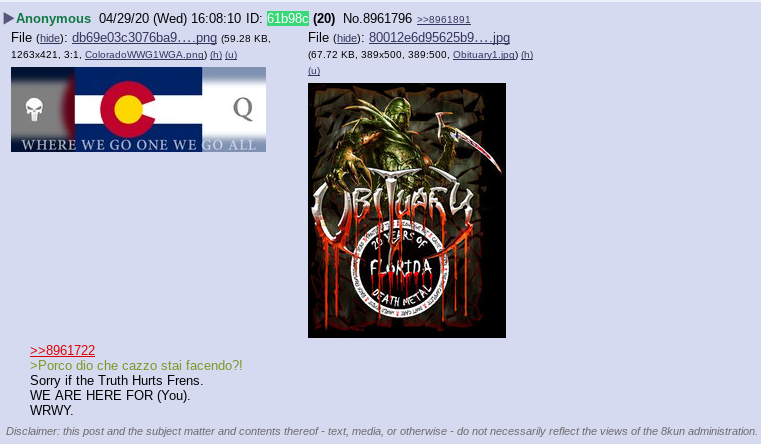 Anonymous 04/29/20 (Wed) 16:08:10 ID: 61b98c (20) No.8961796 >>8961891
File (hide): db69e03c3076ba9….png (59.28 KB, 1263x421, 3:1, ColoradoWWG1WGA.png) (h) (u)
WHERE WE GO ONE WE GO ALL
Q
File (hide): 80012e6d95625b9….jpg (67.72 KB, 389x500, 389:500, Obituary1.jpg) (h) (u)
OBITUARY
20 YEARS OF
FLORIDA
DEATH METAL
>>8961722
>Porco dio che cazzo stai facendo?!
Sorry if the Truth Hurts Frens.
WE ARE HERE FOR (You).
WRWY.
Disclaimer: this post and the subject matter and contents thereof - text, media, or otherwise - do not necessarily reflect the views of the 8kun administration.